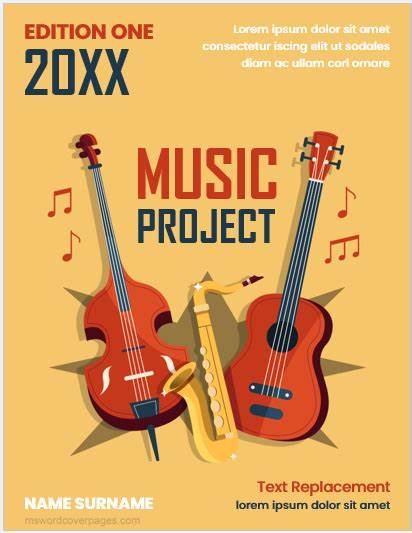 EDITION ONE
20XX
Lorem ipsum dolor sit amet
consectetur iscing elit ut sodales
diam ac ullam corl ornare
MUSIC
PROJECT
NAME SURNAME
mswordcoverpages.com
Text Replacement
lorem ipsum dolor sit amet